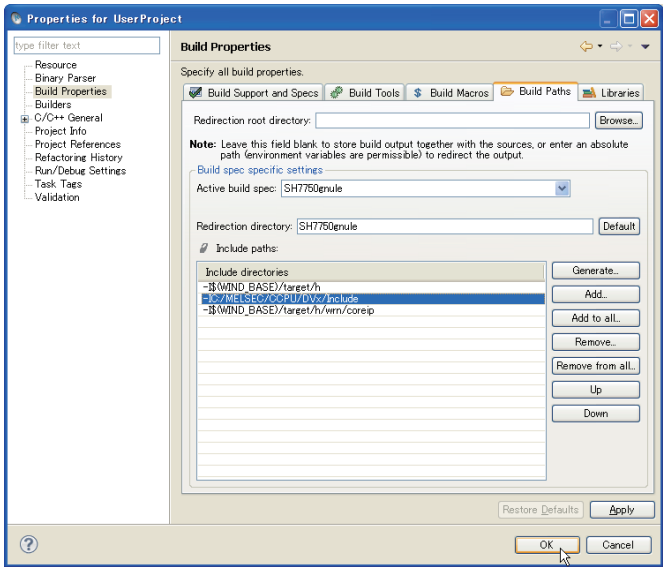 Properties for UserProject
type filter text
Resource
Binary Parser
Build Properties
Builders
C/C++ General
Project Info
Project References
Refactoring History
Run/Debug Settings
Task Tags
Validation
Build Properties
Specify all build properties.
Build Support and Specs
Build Tools
$ Build Macros
Build Paths
Libraries
Redirection root directory:
Browse...
Note: Leave this field blank to store build output together with the sources, or enter an absolute
path (environment variables are permissible) to redirect the output.
Build spec specific settings
Active build spec: SH7750gnule
Redirection directory: SH7750gnule
Default
Include paths:
Include directories
-I$(WIND_BASE)/target/h
-IC:/MELSEC/CCPU/DVx/Include
-I$(WIND_BASE)/target/h/wrn/coreip
Generate...
Add...
Add to all...
Remove...
Remove from all...
Up
Down
Restore Defaults
Apply
?
OK
Cancel